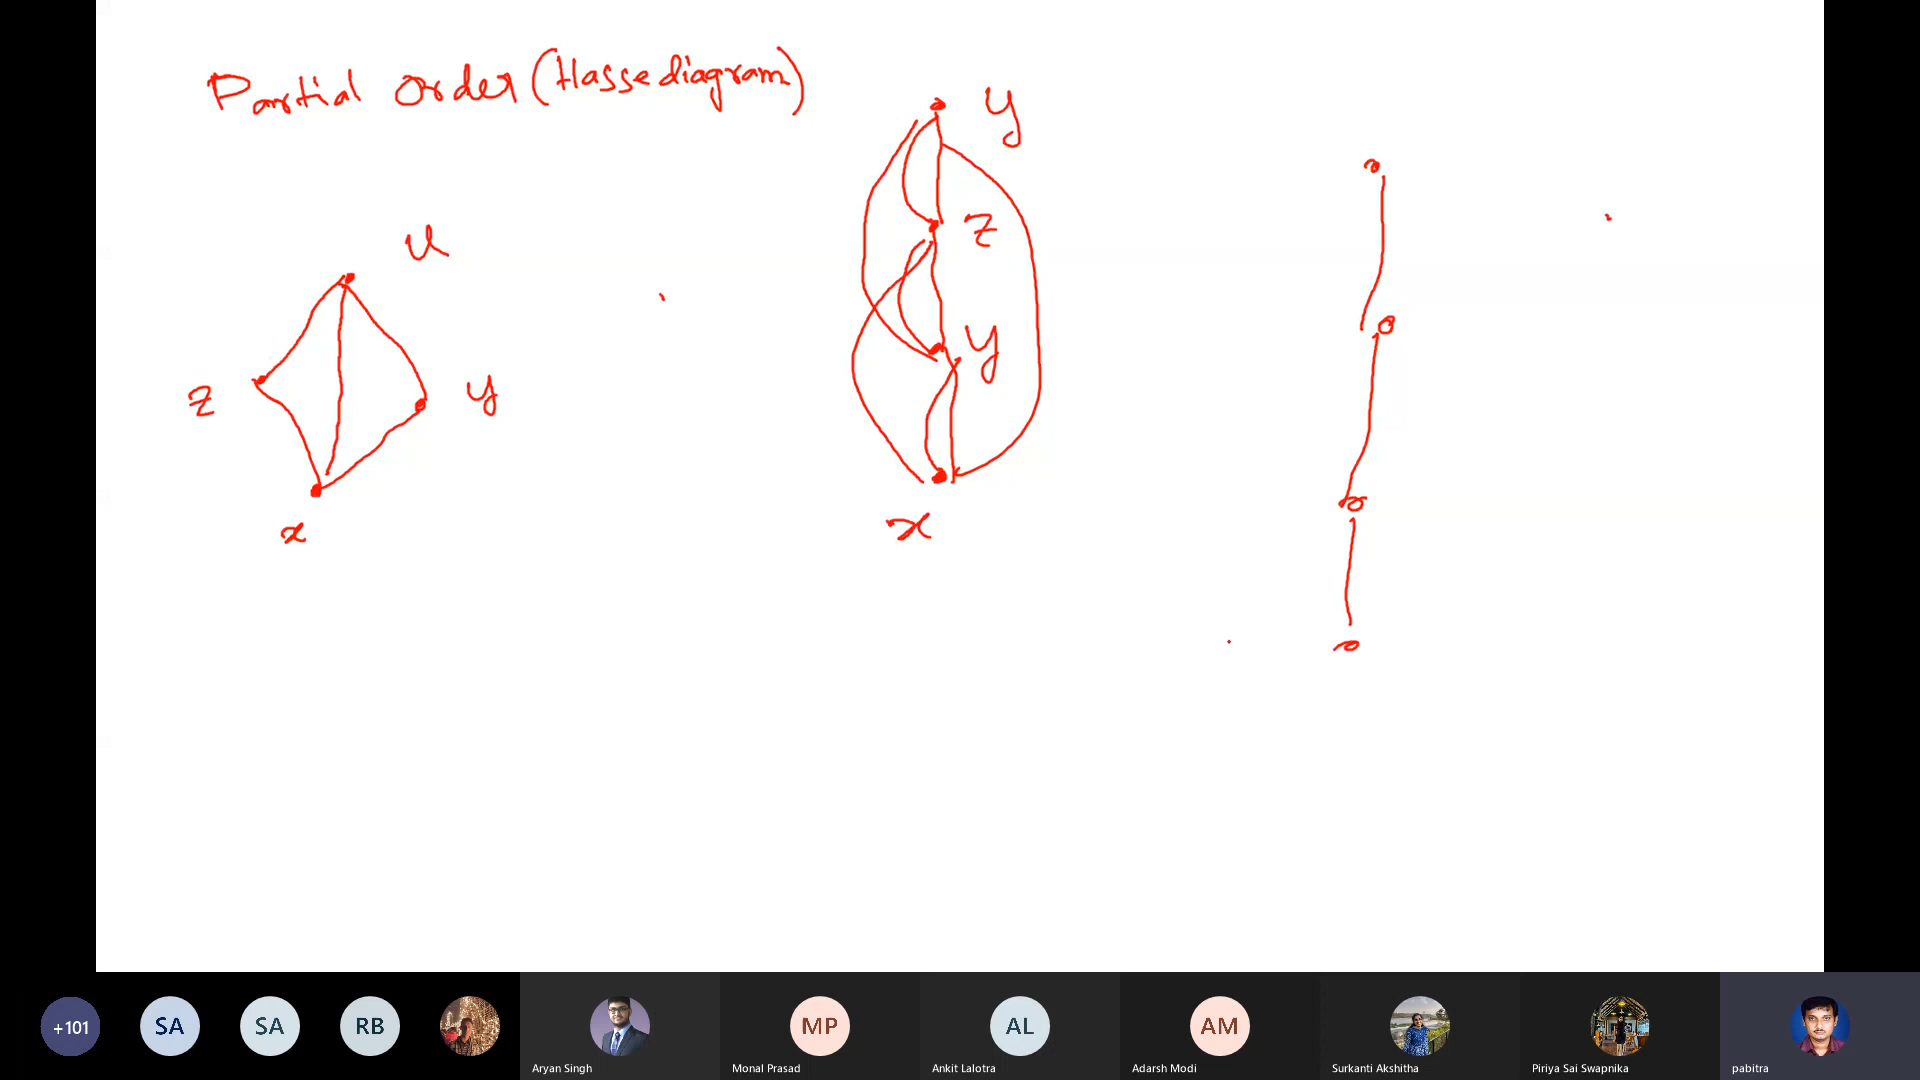 Partial Order (Hasse diagram)
y
z
u
y
z
y
x
x
+101
SA
SA
RB
MP
AL
AM
Aryan Singh
Monal Prasad
Ankit Lalotra
Adarsh Modi
Surkanti Akshitha
Piriya Sai Swapnika
pabitra